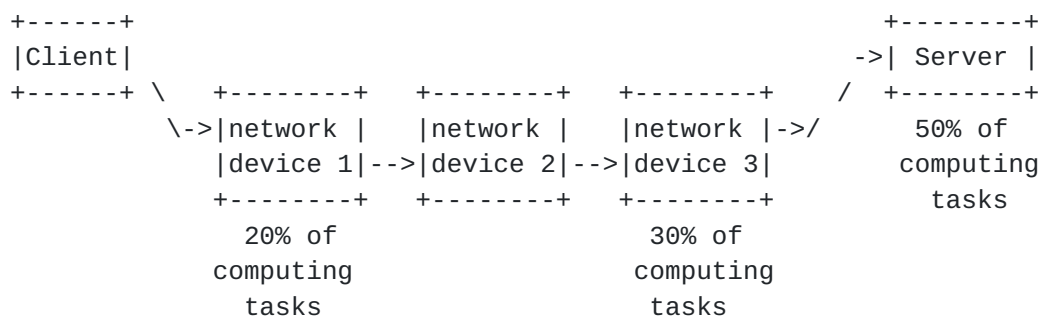 +------+                                               +--------+
|Client|                                             ->| Server |
+------+ \   +--------+   +--------+   +--------+    /  +--------+
          \->|network |   |network |   |network |->/      50% of
             |device 1|-->|device 2|-->|device 3|        computing
             +--------+   +--------+   +--------+          tasks
               20% of                    30% of
             computing                  computing
               tasks                     tasks